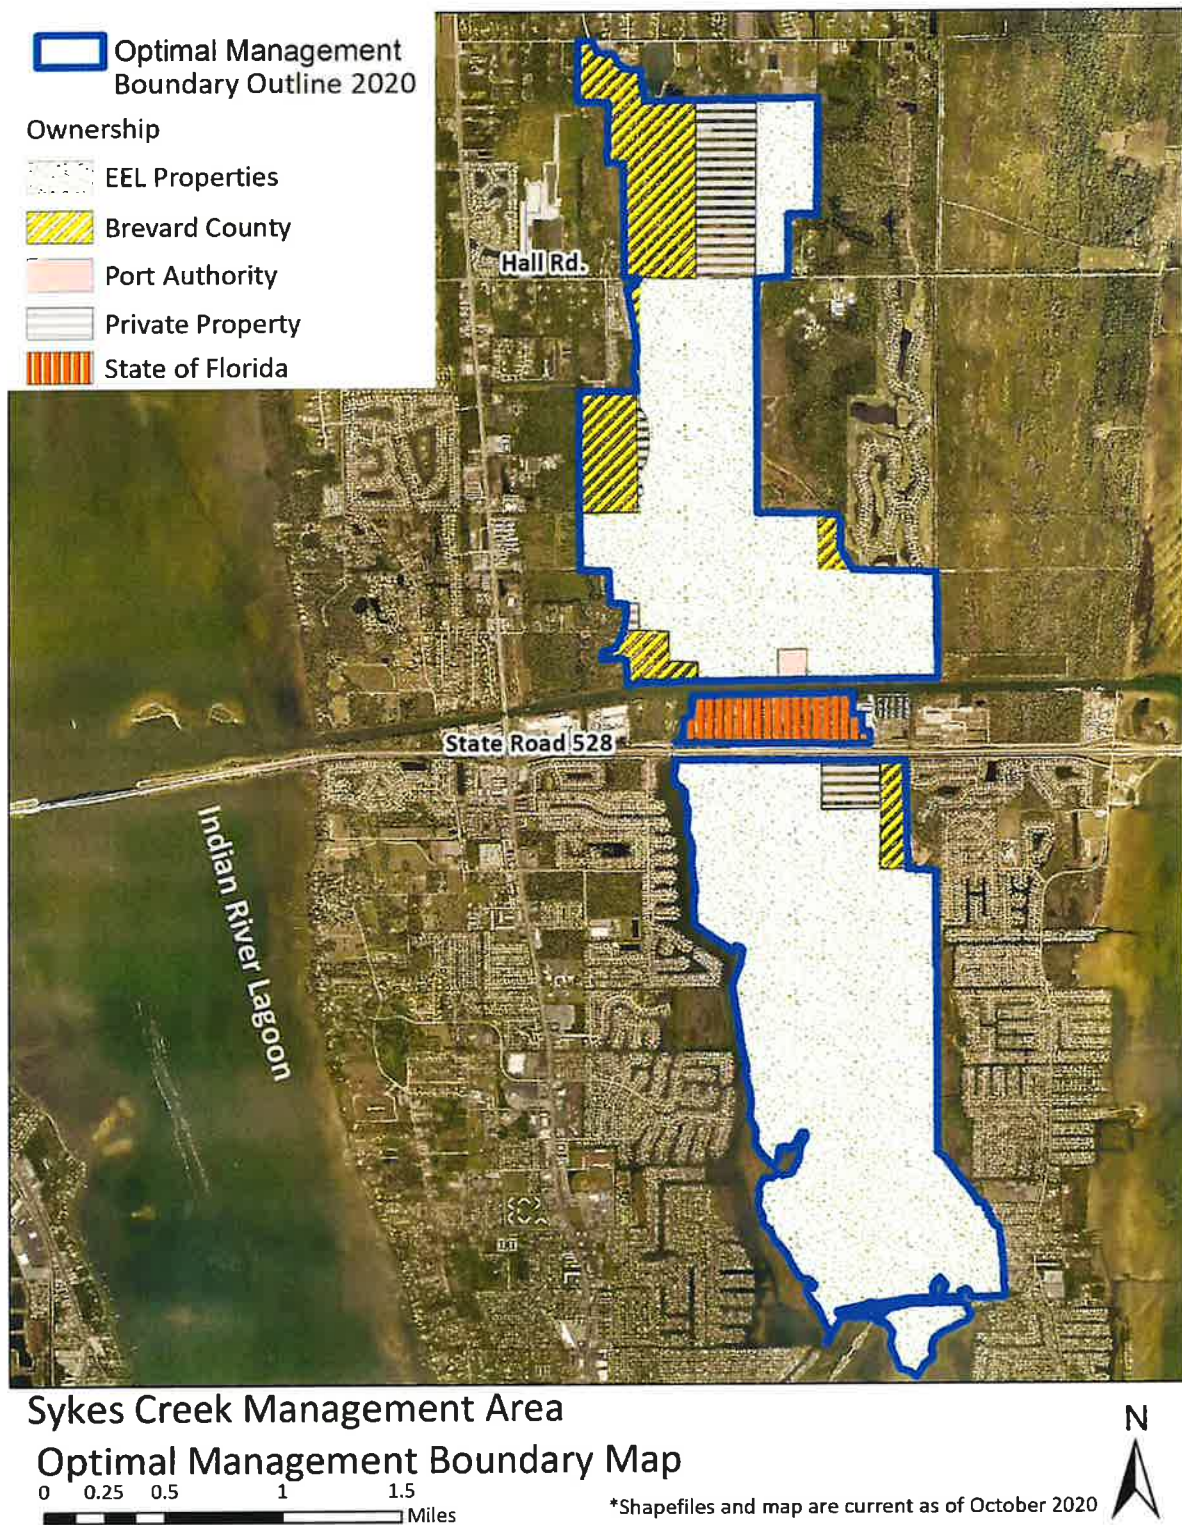 Optimal Management
Boundary Outline 2020
Ownership
EEL Properties
Brevard County
Port Authority
Private Property
State of Florida
Hall Rd.
State Road 528
Indian River Lagoon
Sykes Creek Management Area
Optimal Management Boundary Map
0 0.25 0.5 1 1.5
Miles
*Shapefiles and map are current as of October 2020
N